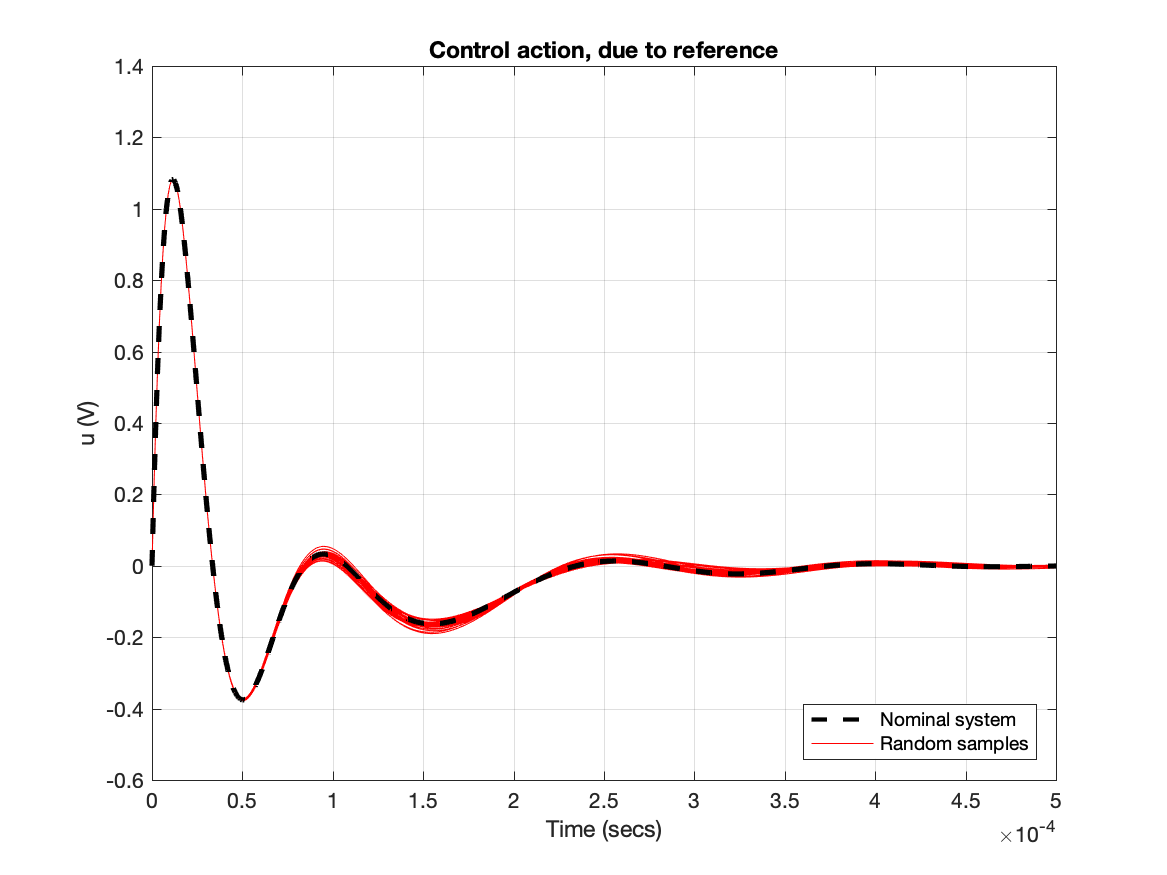 Control action, due to reference
1.4
1.2
1
0.8
0.6
0.4
0.2
0
-0.2
-0.4
-0.6
u (V)
Nominal system
Random samples
0 0.5 1 1.5 2 2.5 3 3.5 4 4.5 5
Time (secs)
×10-4